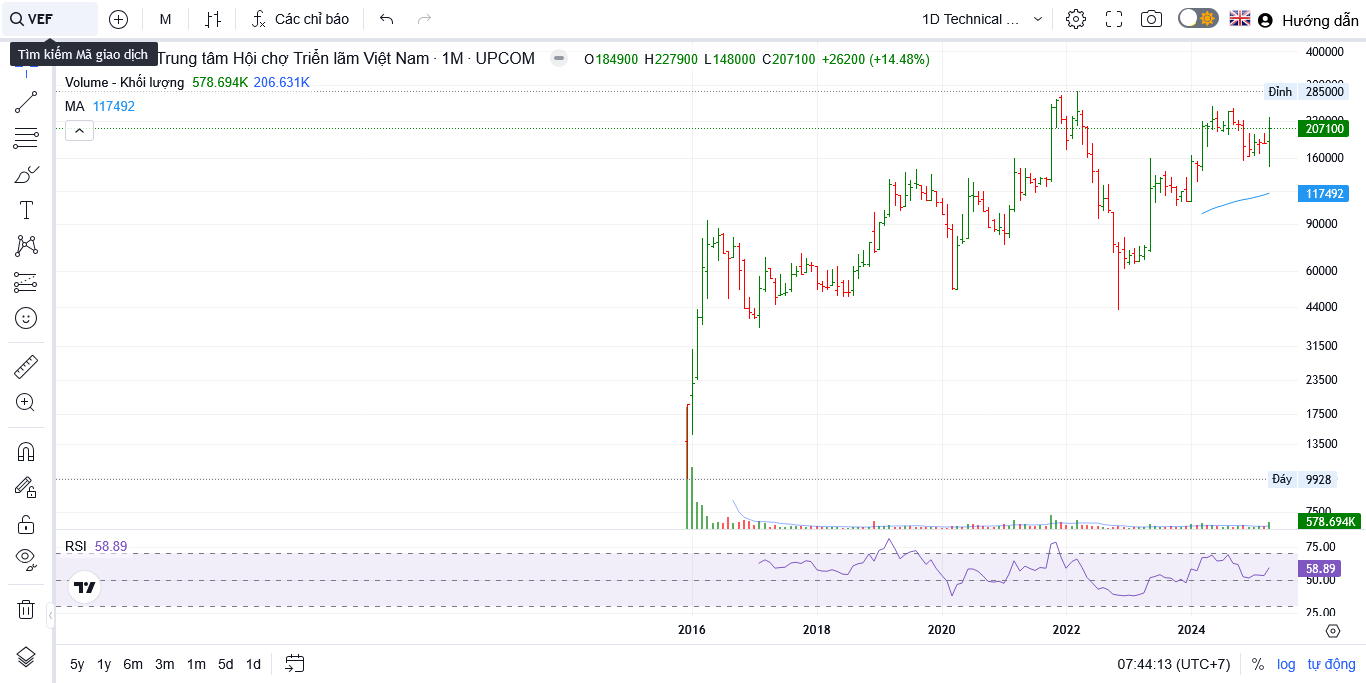 VEF
M
Các chỉ báo
1D Technical ...
Hướng dẫn
Tìm kiếm Mã giao dịch
Trung tâm Hội chợ Triển lãm Việt Nam · 1M · UPCOM
O184900 H227900 L148000 C207100 +26200 (+14.48%)
Volume - Khối lượng 578.694K 206.631K
MA 117492
400000
Đỉnh 285000
207100
160000
117492
90000
60000
44000
31500
23500
17500
13500
Đáy 9928
7500
578.694K
RSI 58.89
75.00
58.89
50.00
25.00
2016 2018 2020 2022 2024
5y 1y 6m 3m 1m 5d 1d
07:44:13 (UTC+7) % log tự động